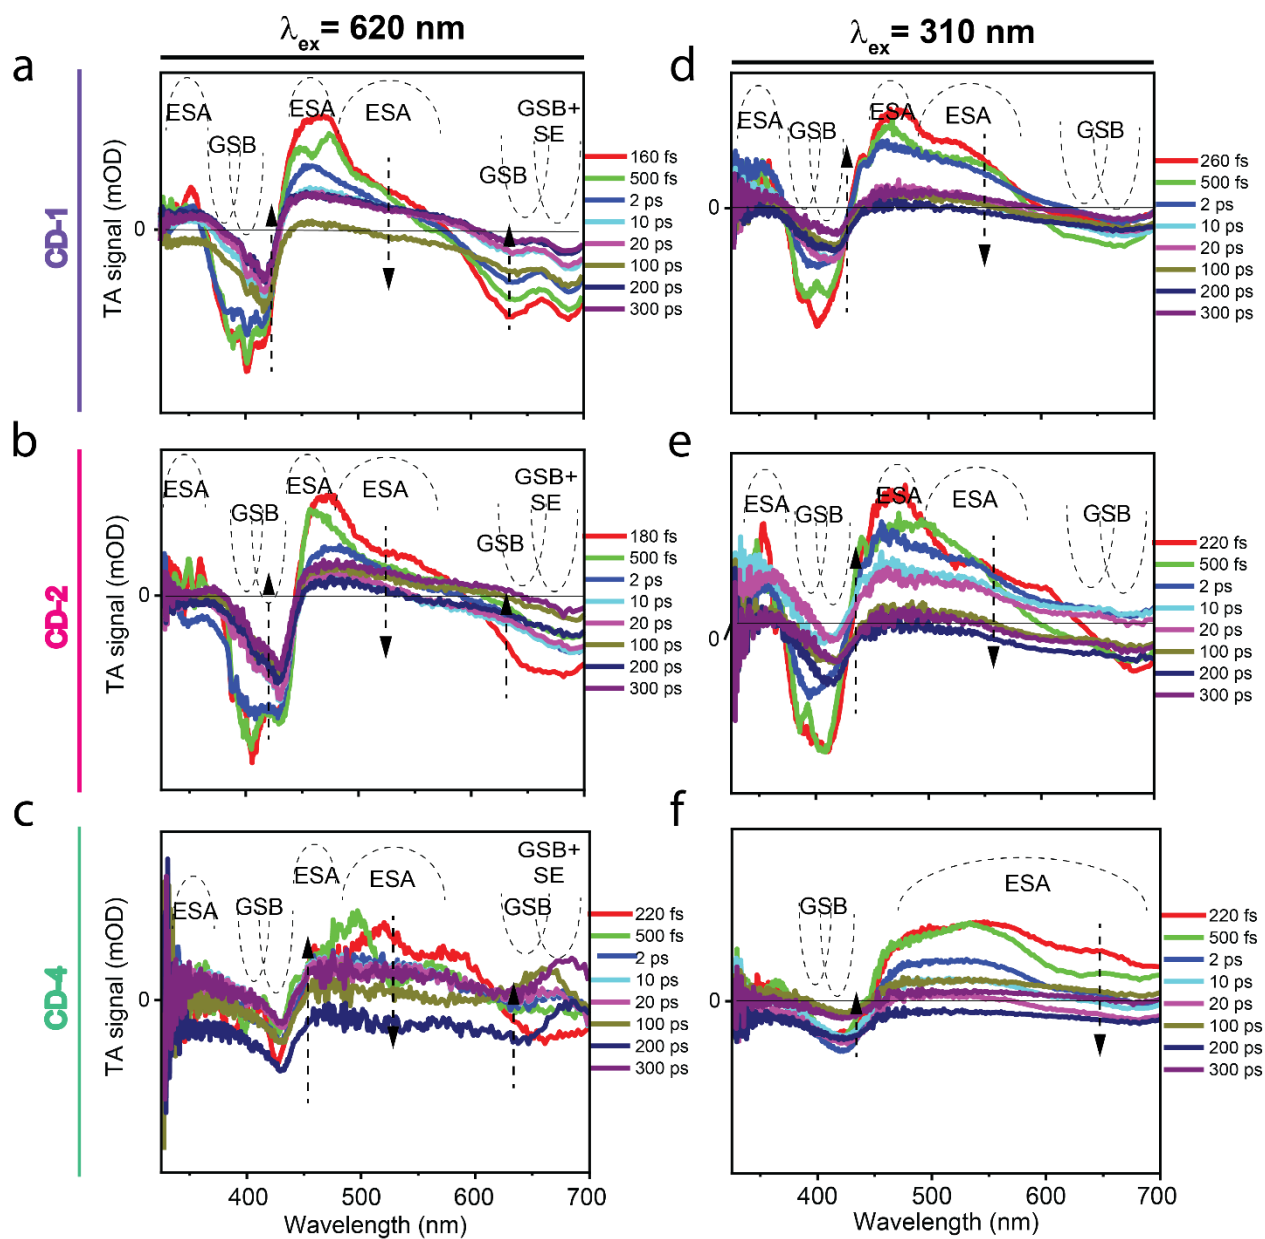 λex= 620 nm
λex= 310 nm
a
CD-1
TA signal (mOD)
0
ESA
GSB
ESA
ESA
GSB
GSB+
SE
160 fs
500 fs
2 ps
10 ps
20 ps
100 ps
200 ps
300 ps
d
0
ESA
GSB
ESA
ESA
GSB
260 fs
500 fs
2 ps
10 ps
20 ps
100 ps
200 ps
300 ps
b
CD-2
TA signal (mOD)
0
ESA
GSB
ESA
ESA
GSB
GSB+
SE
180 fs
500 fs
2 ps
10 ps
20 ps
100 ps
200 ps
300 ps
e
0
ESA
GSB
ESA
ESA
GSB
220 fs
500 fs
2 ps
10 ps
20 ps
100 ps
200 ps
300 ps
c
CD-4
TA signal (mOD)
0
ESA
GSB
ESA
ESA
GSB
GSB+
SE
220 fs
500 fs
2 ps
10 ps
20 ps
100 ps
200 ps
300 ps
400 500 600 700
Wavelength (nm)
f
0
GSB
ESA
220 fs
500 fs
2 ps
10 ps
20 ps
100 ps
200 ps
300 ps
400 500 600 700
Wavelength (nm)